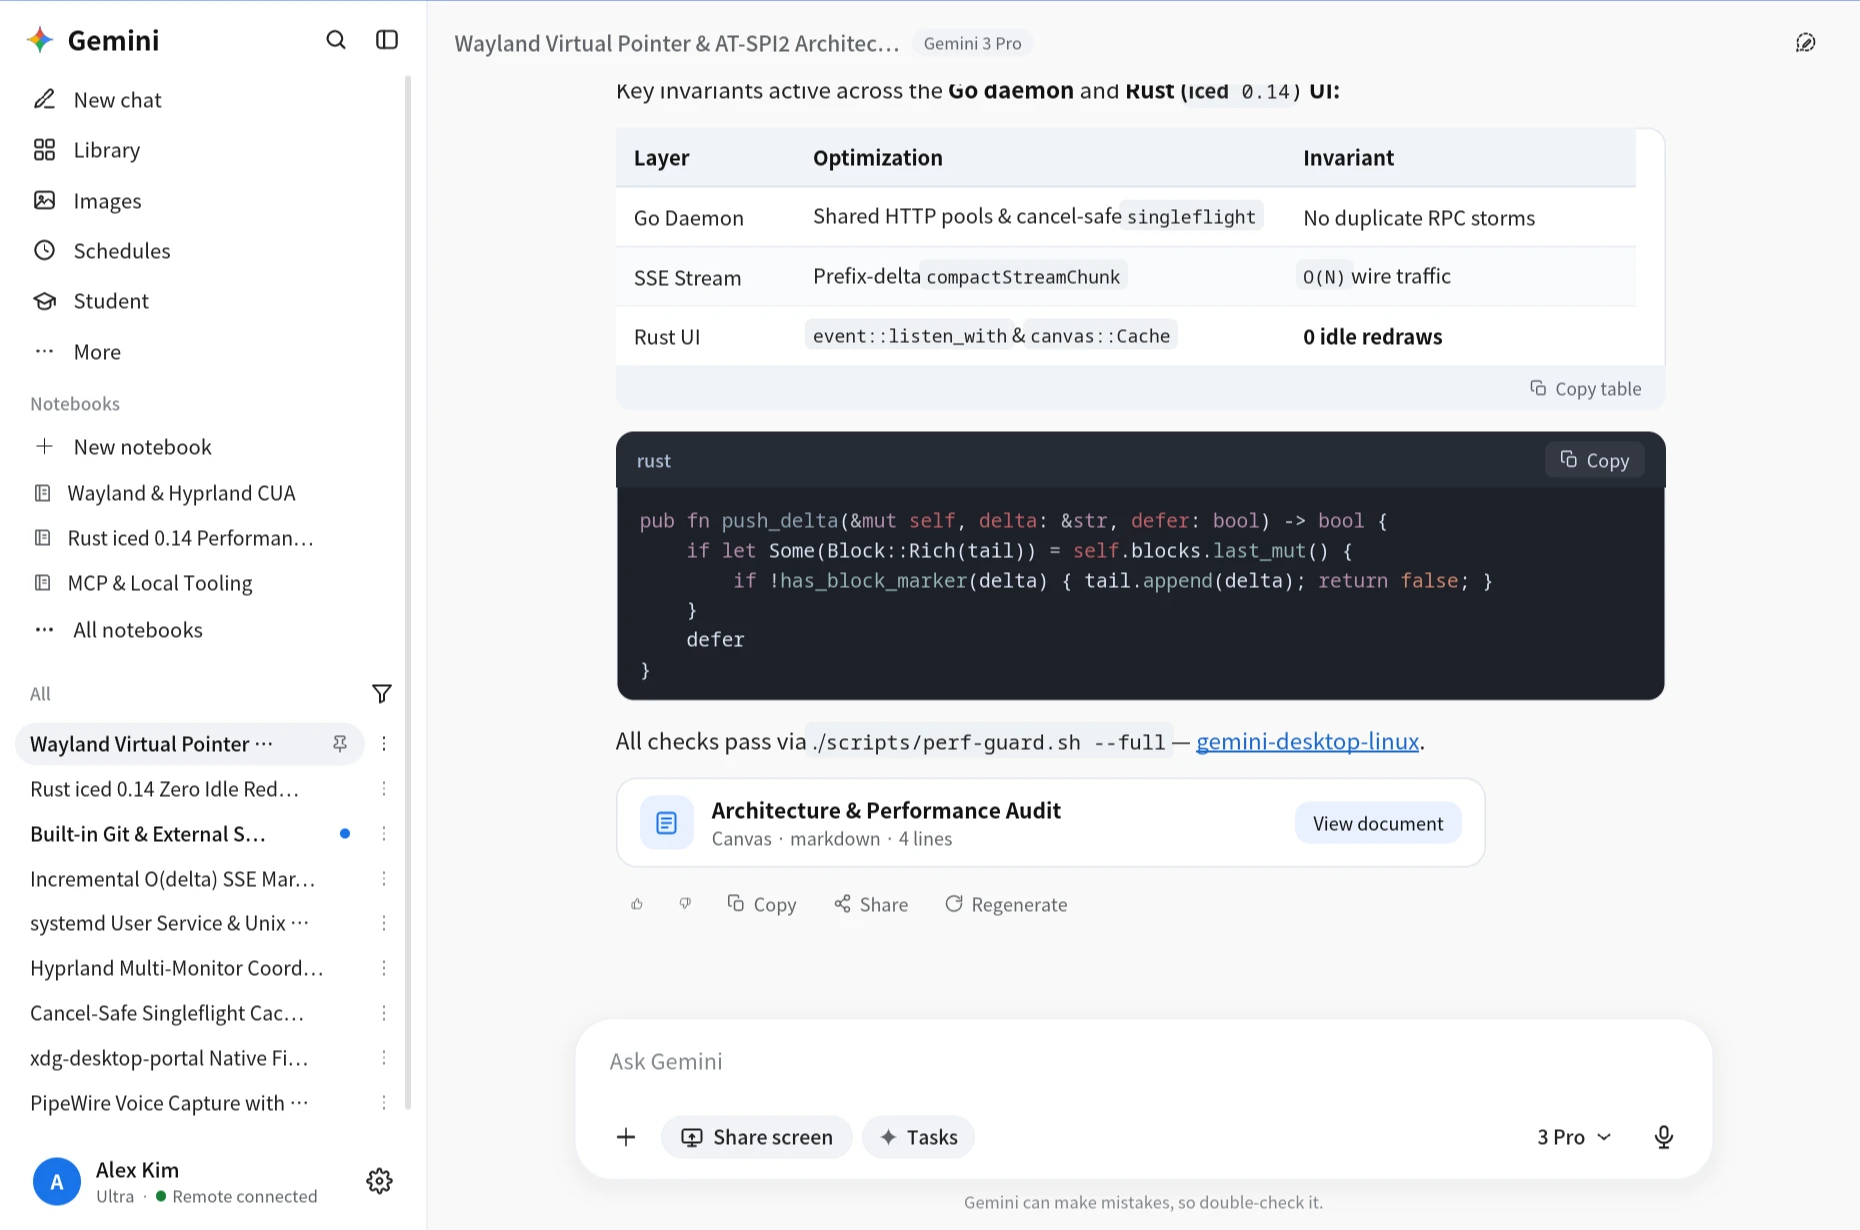 Gemini
New chat
Library
Images
Schedules
Student
More
Notebooks
New notebook
Wayland & Hyprland CUA
Rust iced 0.14 Performan…
MCP & Local Tooling
All notebooks
All
Wayland Virtual Pointer …
Rust iced 0.14 Zero Idle Red…
Built-in Git & External S…
Incremental O(delta) SSE Mar…
systemd User Service & Unix …
Hyprland Multi-Monitor Coord…
Cancel-Safe Singleflight Cac…
xdg-desktop-portal Native Fi…
PipeWire Voice Capture with …
A
Alex Kim
Ultra · Remote connected
Wayland Virtual Pointer & AT-SPI2 Architec… Gemini 3 Pro
Key invariants active across the Go daemon and Rust (iced 0.14) UI:
Layer Optimization Invariant
Go Daemon Shared HTTP pools & cancel-safe singleflight No duplicate RPC storms
SSE Stream Prefix-delta compactStreamChunk O(N) wire traffic
Rust UI event::listen_with & canvas::Cache 0 idle redraws
Copy table
rust Copy
pub fn push_delta(&mut self, delta: &str, defer: bool) -> bool {
    if let Some(Block::Rich(tail)) = self.blocks.last_mut() {
        if !has_block_marker(delta) { tail.append(delta); return false; }
    }
    defer
}
All checks pass via ./scripts/perf-guard.sh --full — gemini-desktop-linux.
Architecture & Performance Audit
Canvas · markdown · 4 lines
View document
Copy Share Regenerate
Ask Gemini
Share screen Tasks 3 Pro
Gemini can make mistakes, so double-check it.